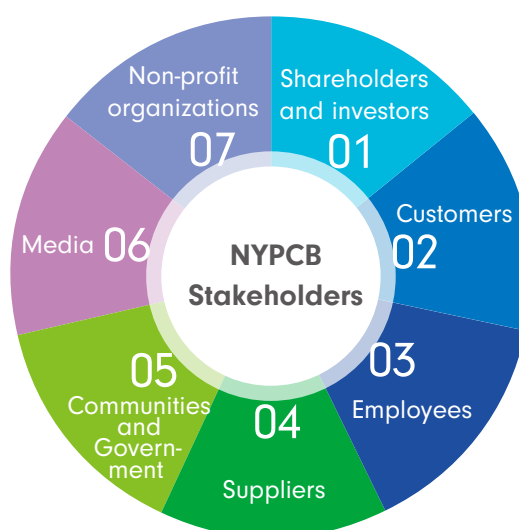 NYPCB
Stakeholders
Shareholders
and investors
01
Customers
02
03
Employees
04
Suppliers
05
Communities
and
Govern-
ment
Media 06
Non-profit
organizations
07